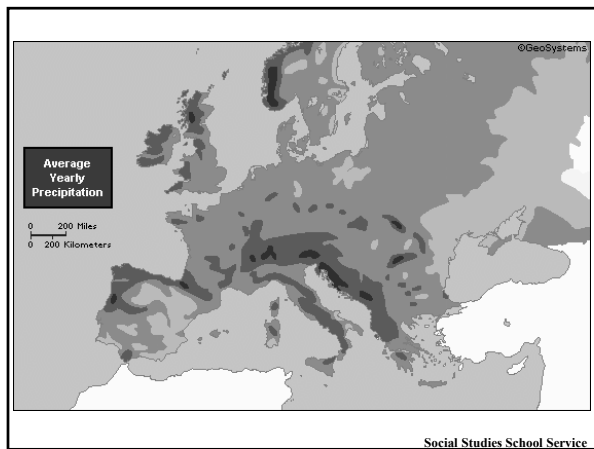 ©GeoSystems
Average
Yearly
Precipitation
0 200 Miles
0 200 Kilometers
Social Studies School Service